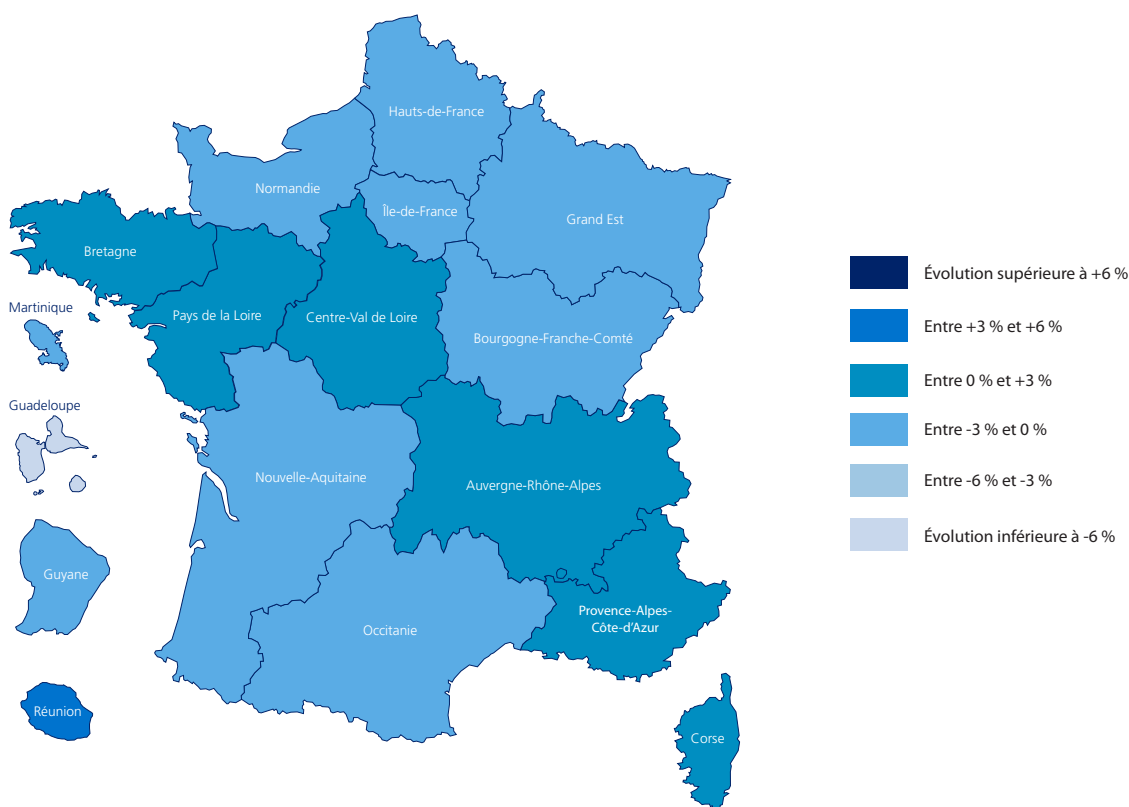 Hauts-de-France
Normandie
Île-de-France
Grand Est
Bretagne
Pays de la Loire
Centre-Val de Loire
Bourgogne-Franche-Comté
Martinique
Guadeloupe
Nouvelle-Aquitaine
Auvergne-Rhône-Alpes
Guyane
Occitanie
Provence-Alpes-
Côte-d'Azur
Réunion
Corse
Évolution supérieure à +6 %
Entre +3 % et +6 %
Entre 0 % et +3 %
Entre -3 % et 0 %
Entre -6 % et -3 %
Évolution inférieure à -6 %